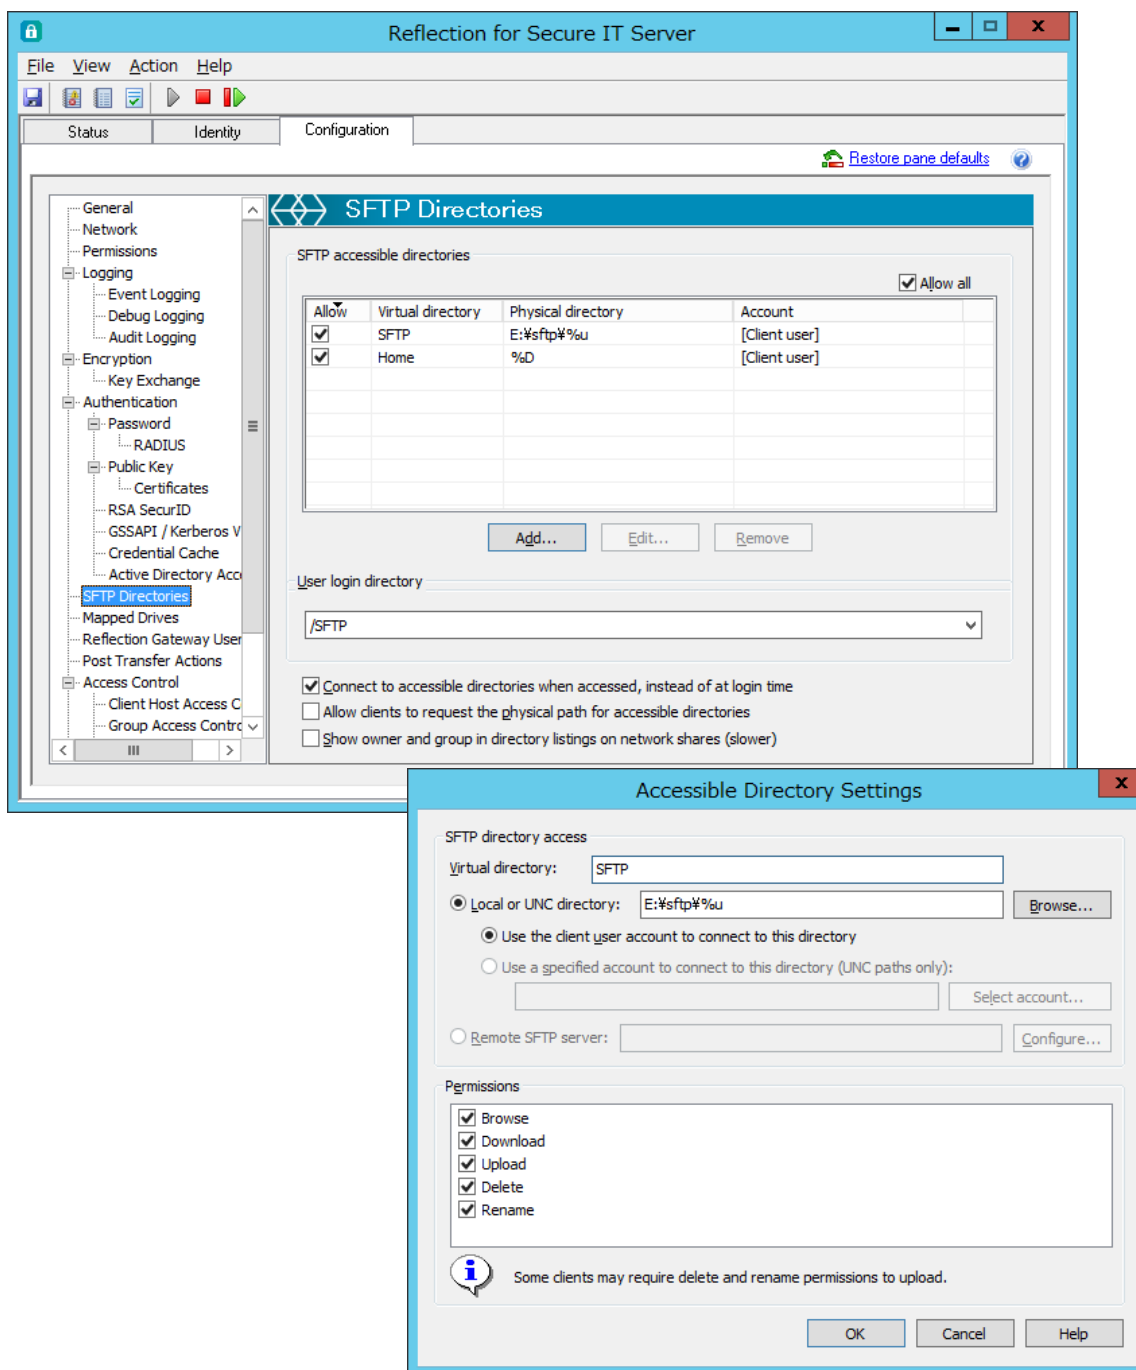 Reflection for Secure IT Server
File View Action Help
Status Identity Configuration
Restore pane defaults
General
Network
Permissions
Logging
Event Logging
Debug Logging
Audit Logging
Encryption
Key Exchange
Authentication
Password
RADIUS
Public Key
Certificates
RSA SecurID
GSSAPI / Kerberos V
Credential Cache
Active Directory Acc
SFTP Directories
Mapped Drives
Reflection Gateway User
Post Transfer Actions
Access Control
Client Host Access C
Group Access Contro
SFTP Directories
SFTP accessible directories
Allow all
Allow Virtual directory Physical directory Account
SFTP E:¥sftp¥%u [Client user]
Home %D [Client user]
Add... Edit... Remove
User login directory
/SFTP
Connect to accessible directories when accessed, instead of at login time
Allow clients to request the physical path for accessible directories
Show owner and group in directory listings on network shares (slower)
Accessible Directory Settings
SFTP directory access
Virtual directory: SFTP
Local or UNC directory: E:¥sftp¥%u Browse...
Use the client user account to connect to this directory
Use a specified account to connect to this directory (UNC paths only):
Select account...
Remote SFTP server: Configure...
Permissions
Browse
Download
Upload
Delete
Rename
Some clients may require delete and rename permissions to upload.
OK Cancel Help